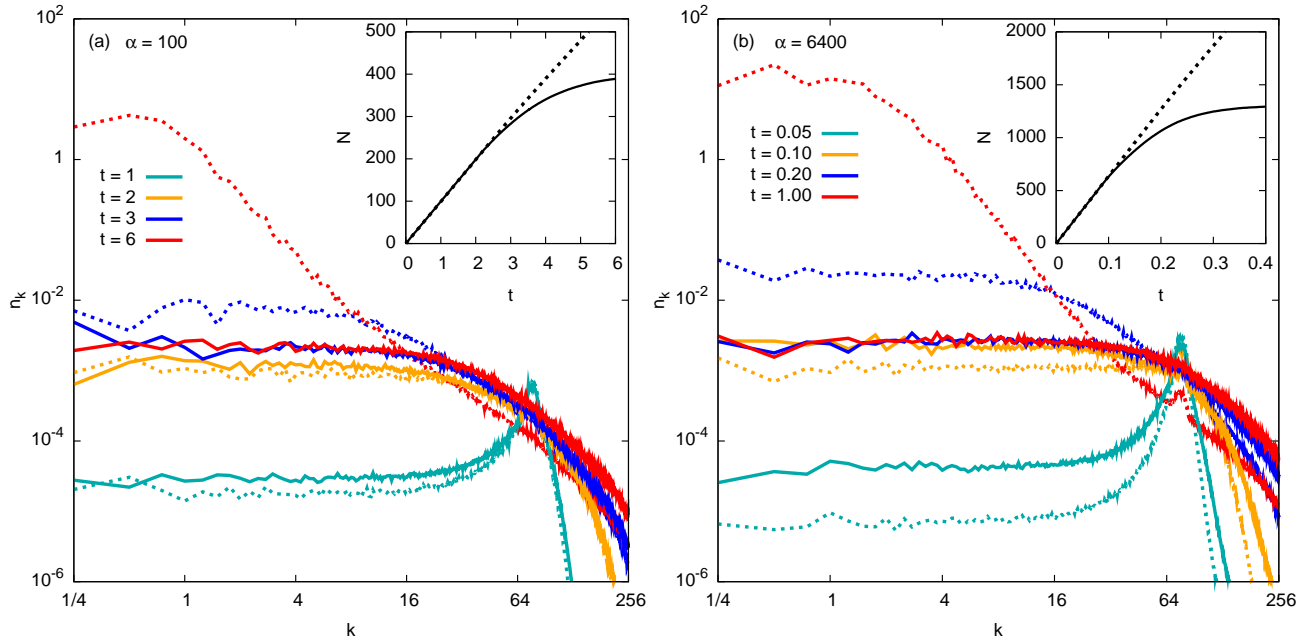 (a) α = 100
10^2
1
10^-2
10^-4
10^-6
n_k
t = 1
t = 2
t = 3
t = 6
1/4 1 4 16 64 256
k
500
400
300
200
100
0
N
0 1 2 3 4 5 6
t
(b) α = 6400
10^2
1
10^-2
10^-4
10^-6
n_k
t = 0.05
t = 0.10
t = 0.20
t = 1.00
1/4 1 4 16 64 256
k
2000
1500
1000
500
0
N
0 0.1 0.2 0.3 0.4
t